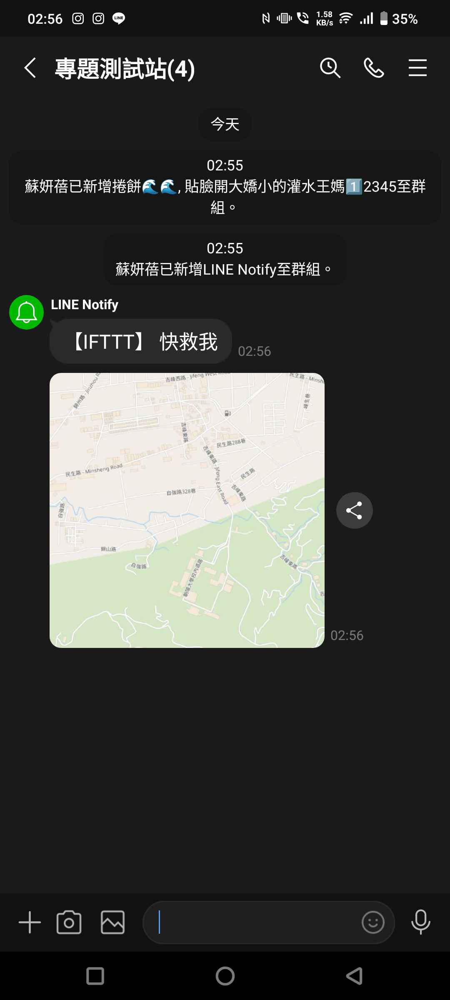 02:56 LINE 1.58 KB/s 35%
專題測試站(4)
今天
02:55
蘇妍蓓已新增捲餅🌊🌊, 貼臉開大嬌小的灌水王媽1️⃣2345至群
組。
02:55
蘇妍蓓已新增LINE Notify至群組。
LINE Notify
【IFTTT】 快救我
02:56
吉峰西路 - Jifeng West Road
民生路 - Minsh
錦州路 - Jinzhou R
峰生巷
吉峰東路
民生路288巷
吉峰東路 - Jifeng East Road
民生路 - Minsheng Road
民生路
自強路328巷
吉峰東路
自強路
錦山路
自強路
吉峰東路
朝陽大學校內道路
02:56